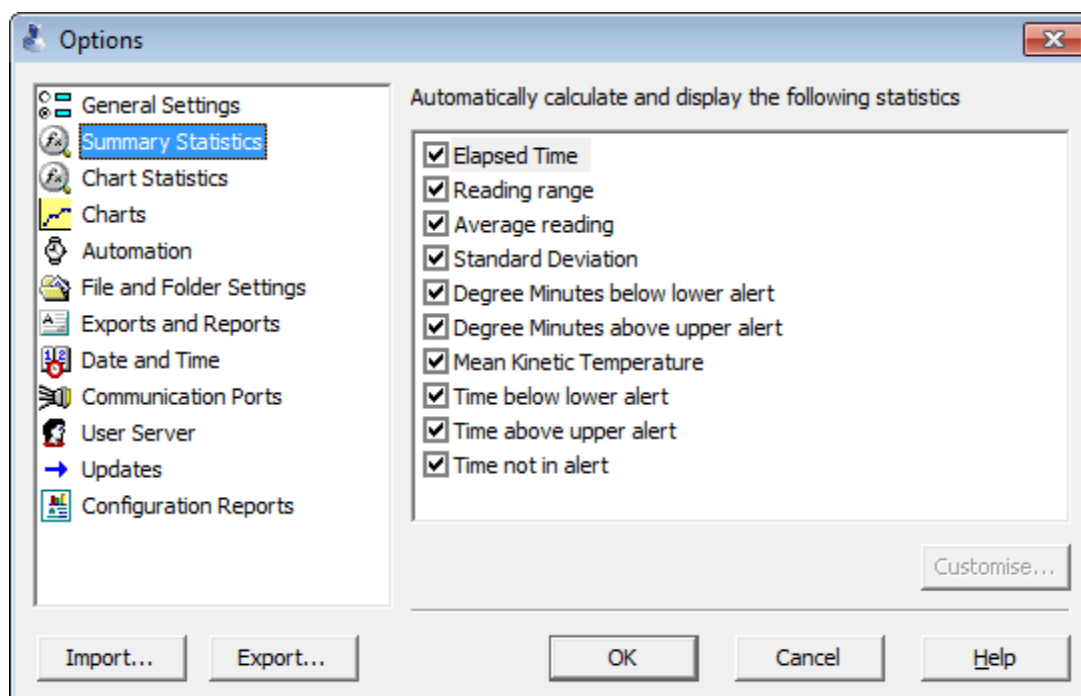 Options
General Settings
Summary Statistics
Chart Statistics
Charts
Automation
File and Folder Settings
Exports and Reports
Date and Time
Communication Ports
User Server
Updates
Configuration Reports
Automatically calculate and display the following statistics
Elapsed Time
Reading range
Average reading
Standard Deviation
Degree Minutes below lower alert
Degree Minutes above upper alert
Mean Kinetic Temperature
Time below lower alert
Time above upper alert
Time not in alert
Customise...
Import...
Export...
OK
Cancel
Help